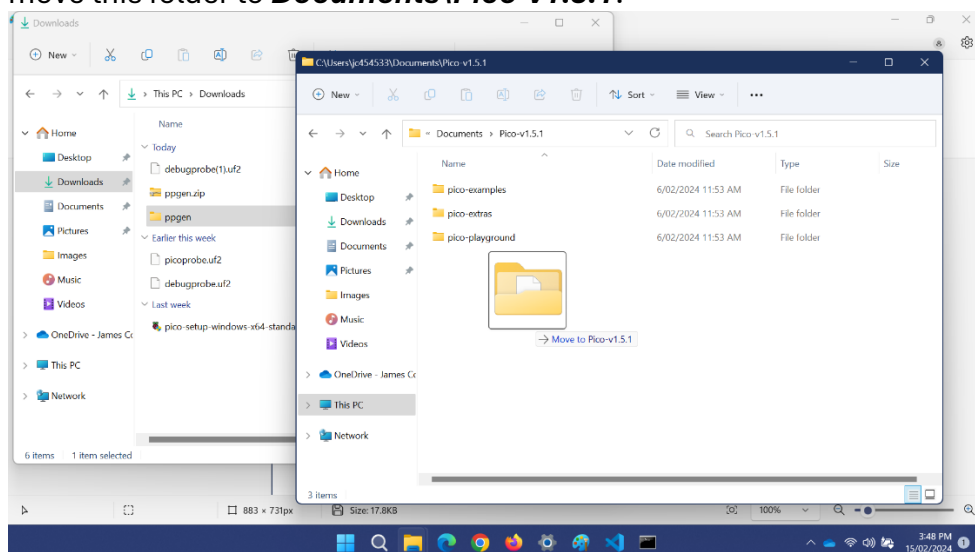 move this folder to Documents\Pico-v1.5.1.
Downloads
New
This PC > Downloads
Home
Desktop
Downloads
Documents
Pictures
Images
Music
Videos
OneDrive - James Co
This PC
Network
Name
Today
debugprobe(1).uf2
ppgen.zip
ppgen
Earlier this week
picoprobe.uf2
debugprobe.uf2
Last week
pico-setup-windows-x64-standa
6 items 1 item selected
C:\Users\jc454533\Documents\Pico-v1.5.1
New Sort View
« Documents > Pico-v1.5.1
Search Pico-v1.5.1
Home
Desktop
Downloads
Documents
Pictures
Images
Music
Videos
OneDrive - James Co
This PC
Network
Name Date modified Type Size
pico-examples 6/02/2024 11:53 AM File folder
pico-extras 6/02/2024 11:53 AM File folder
pico-playground 6/02/2024 11:53 AM File folder
→ Move to Pico-v1.5.1
3 items
883 × 731px Size: 17.8KB 100%
3:48 PM
15/02/2024